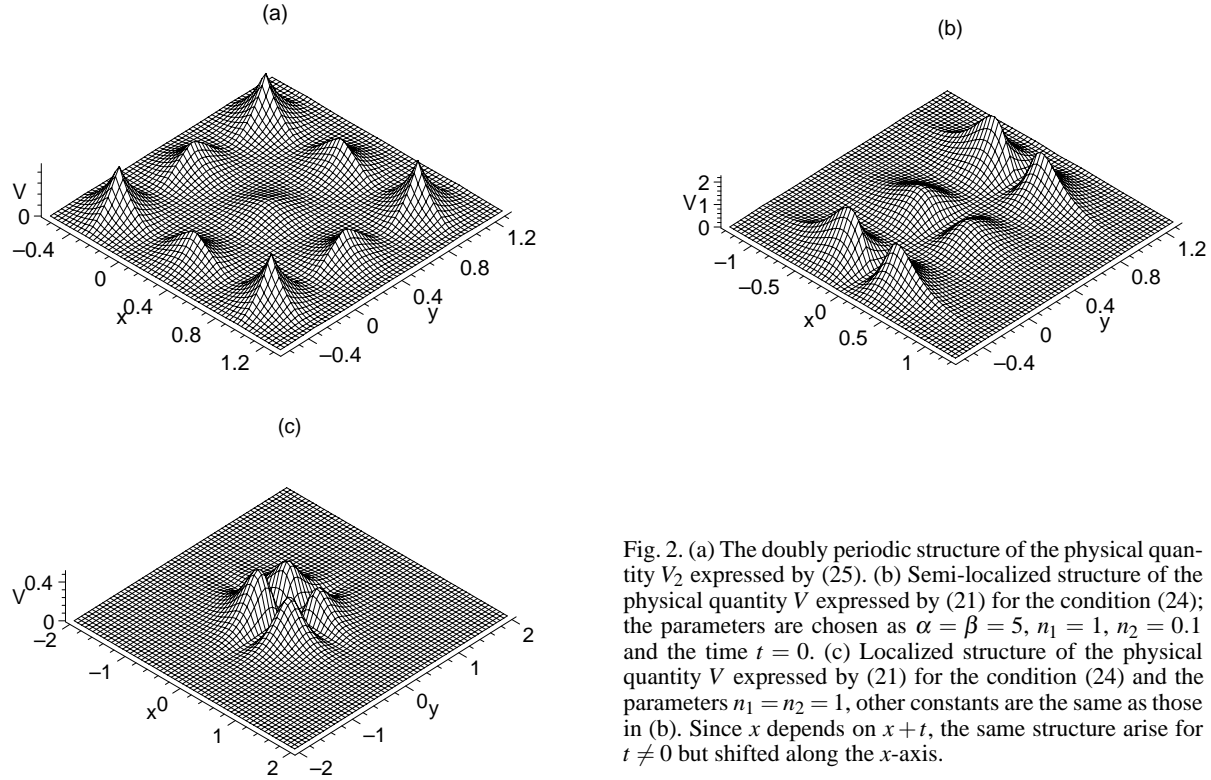 (a)
V
0
−0.4
0
0.4
0.8
1.2
x
−0.4
0
0.4
0.8
1.2
y
(b)
2
V1
0
−1
−0.5
x0
0.5
1
−0.4
0
0.4
0.8
1.2
y
(c)
0.4
V
0
−2
−1
x0
1
2
−2
−1
0y
1
2
Fig. 2. (a) The doubly periodic structure of the physical quan-
tity V₂ expressed by (25). (b) Semi-localized structure of the
physical quantity V expressed by (21) for the condition (24);
the parameters are chosen as α = β = 5, n₁ = 1, n₂ = 0.1
and the time t = 0. (c) Localized structure of the physical
quantity V expressed by (21) for the condition (24) and the
parameters n₁ = n₂ = 1, other constants are the same as those
in (b). Since x depends on x + t, the same structure arise for
t ≠ 0 but shifted along the x-axis.